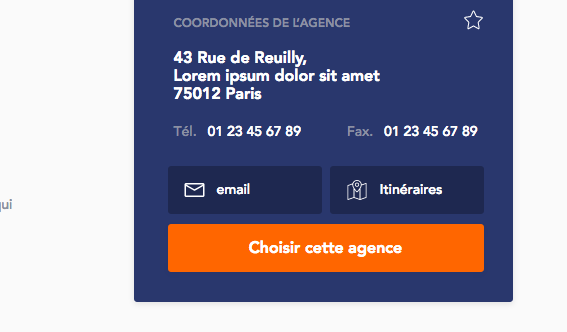 COORDONNÉES DE L'AGENCE
43 Rue de Reuilly,
Lorem ipsum dolor sit amet
75012 Paris
Tél. 01 23 45 67 89 Fax. 01 23 45 67 89
email Itinéraires
Choisir cette agence